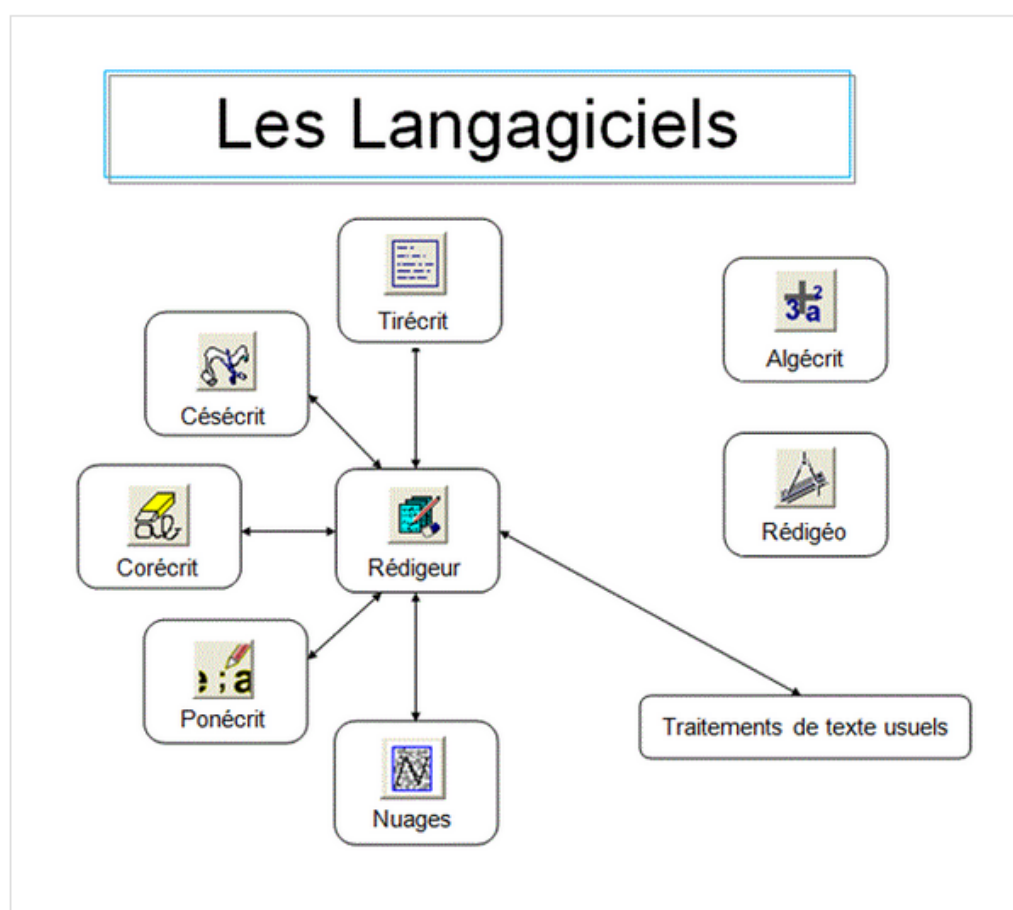 Les Langagiciels
Tirécrit
Algécrit
Césécrit
Rédigéo
Corécrit
Rédigeur
Ponécrit
Traitements de texte usuels
Nuages